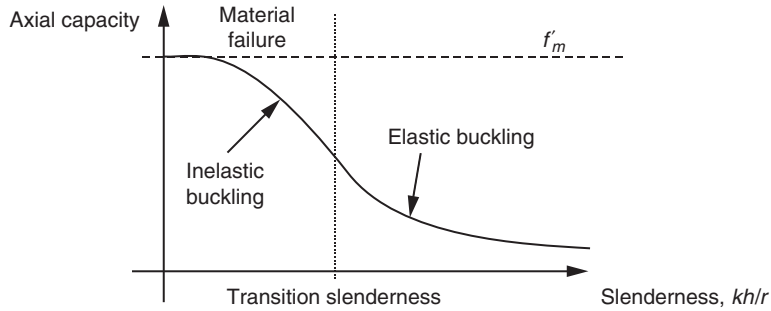 Axial capacity
Material
failure
f′m
Elastic buckling
Inelastic
buckling
Transition slenderness
Slenderness, kh/r